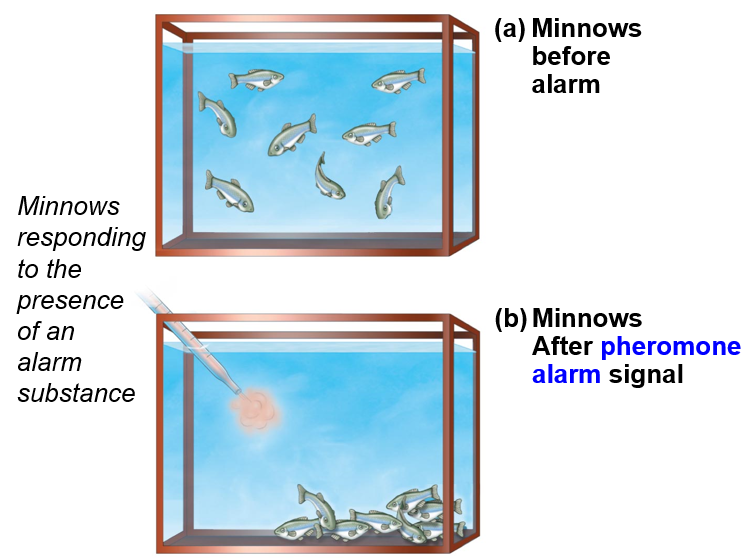 (a) Minnows
before
alarm
Minnows
responding
to the
presence
of an
alarm
substance
(b) Minnows
After pheromone
alarm signal